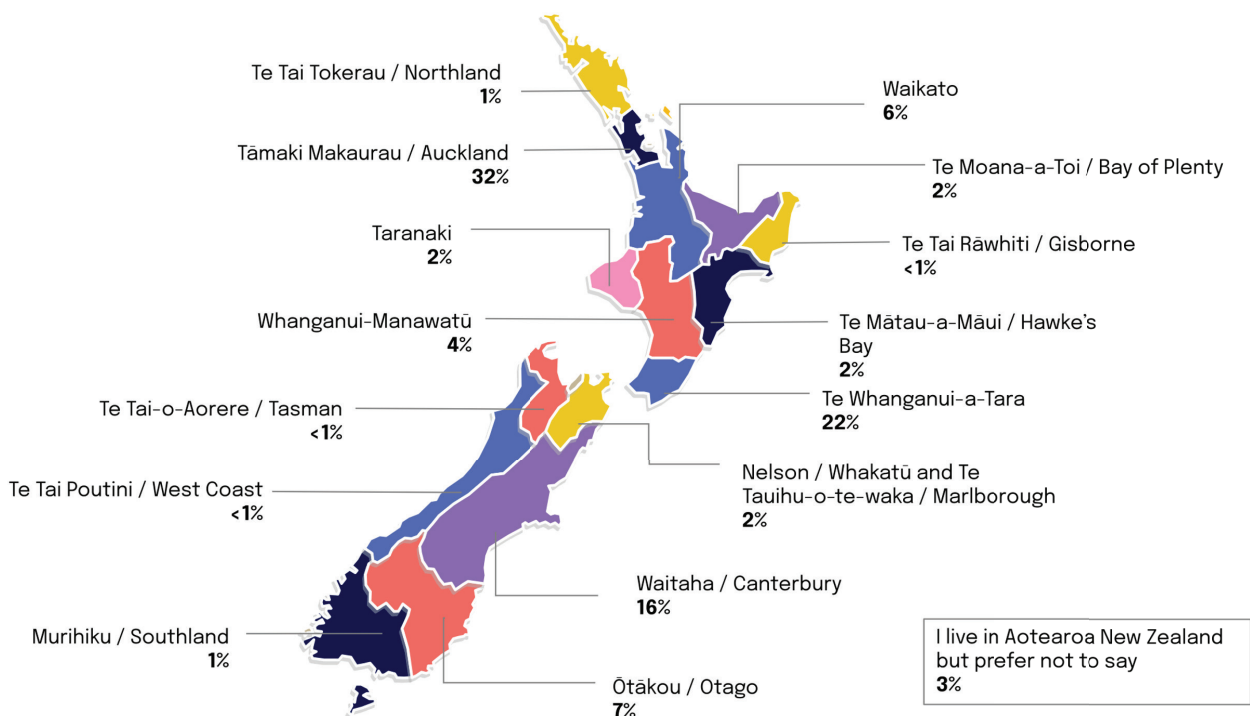 Te Tai Tokerau / Northland
1%
Waikato
6%
Tāmaki Makaurau / Auckland
32%
Te Moana-a-Toi / Bay of Plenty
2%
Taranaki
2%
Te Tai Rāwhiti / Gisborne
<1%
Whanganui-Manawatū
4%
Te Mātau-a-Māui / Hawke's
Bay
2%
Te Tai-o-Aorere / Tasman
<1%
Te Whanganui-a-Tara
22%
Te Tai Poutini / West Coast
<1%
Nelson / Whakatū and Te
Tauihu-o-te-waka / Marlborough
2%
Waitaha / Canterbury
16%
Murihiku / Southland
1%
I live in Aotearoa New Zealand
but prefer not to say
3%
Ōtākou / Otago
7%